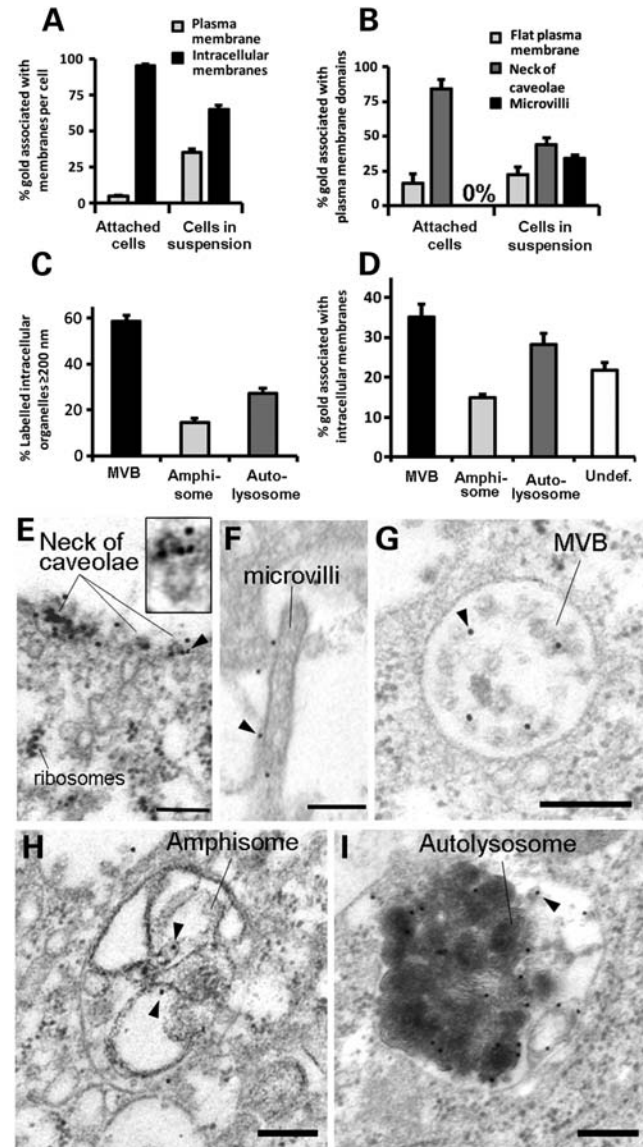 A
Plasma
membrane
Intracellular
membranes
% gold associated with
membranes per cell
100
75
50
25
0
Attached
cells
Cells in
suspension
B
Flat plasma
membrane
Neck of
caveolae
Microvilli
% gold associated with
plasma membrane domains
100
75
50
25
0
0%
Attached
cells
Cells in
suspension
C
% Labelled intracellular
organelles ≥200 nm
60
40
20
0
MVB
Amphi-
some
Auto-
lysosome
D
% gold associated with
intracellular membranes
40
30
20
10
0
MVB
Amphi-
some
Auto-
lysosome
Undef.
E
Neck of
caveolae
ribosomes
F
microvilli
G
MVB
H
Amphisome
I
Autolysosome